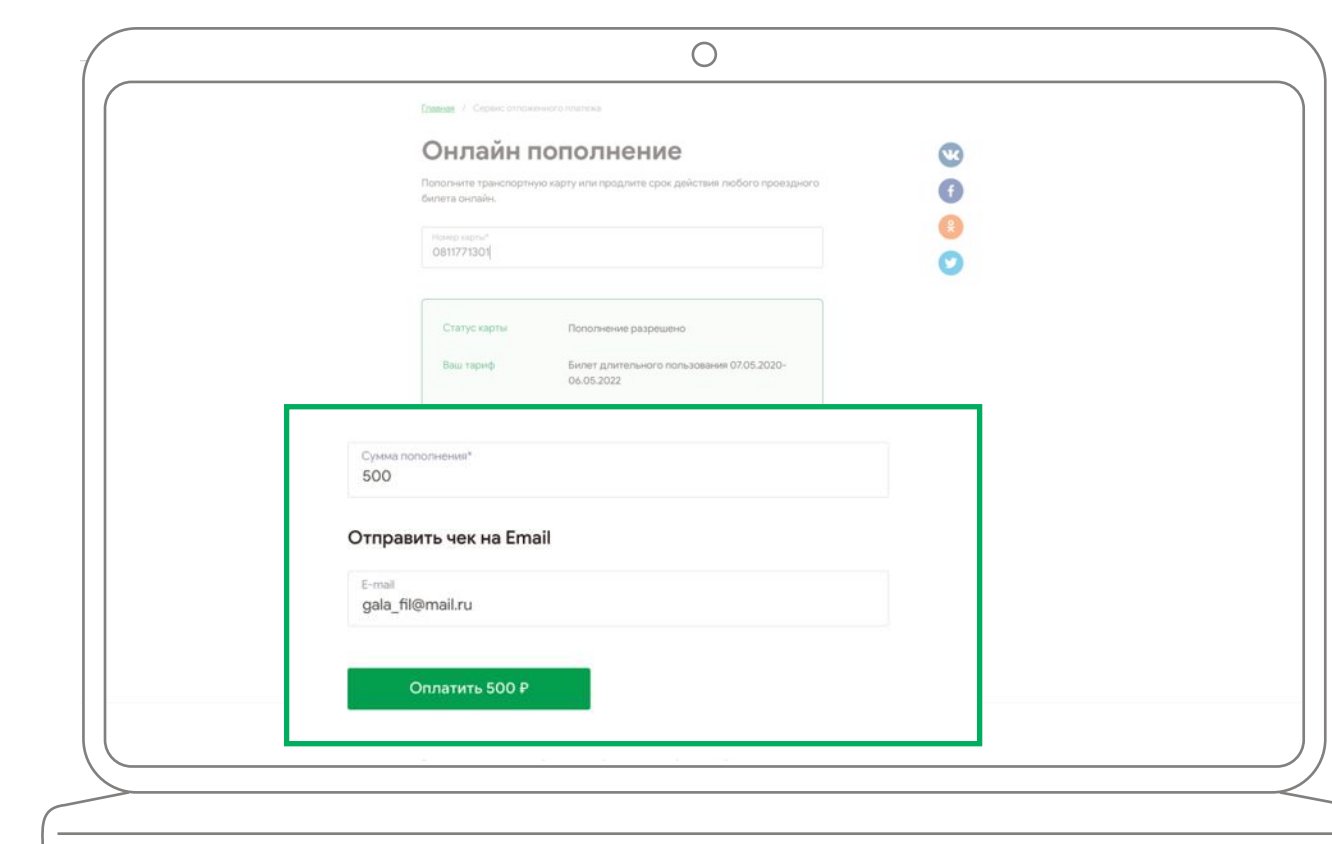 Главная / Сервис отложенного платежа
Онлайн пополнение
Пополните транспортную карту или продлите срок действия любого проездного
билета онлайн.
Номер карты*
0811771301
Статус карты Пополнение разрешено
Ваш тариф Билет длительного пользования 07.05.2020-
06.05.2022
Сумма пополнения*
500
Отправить чек на Email
E-mail
gala_fil@mail.ru
Оплатить 500 ₽